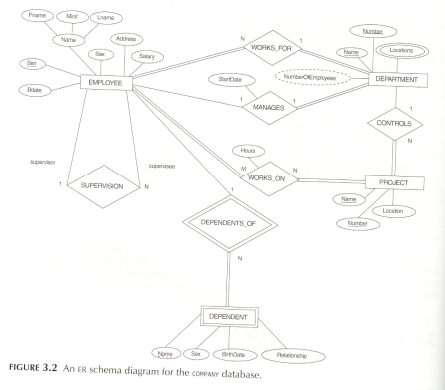 Fname
Minit
Lname
Name
Sex
Address
Salary
Ssn
Bdate
EMPLOYEE
N
WORKS_FOR
1
Number
Name
Locations
NumberOfEmployees
DEPARTMENT
StartDate
1
MANAGES
1
1
CONTROLS
N
supervisor
supervisee
1
SUPERVISION
N
Hours
M
WORKS_ON
N
PROJECT
Name
Number
Location
1
DEPENDENTS_OF
N
DEPENDENT
Name
Sex
BirthDate
Relationship
FIGURE 3.2 An ER schema diagram for the COMPANY database.